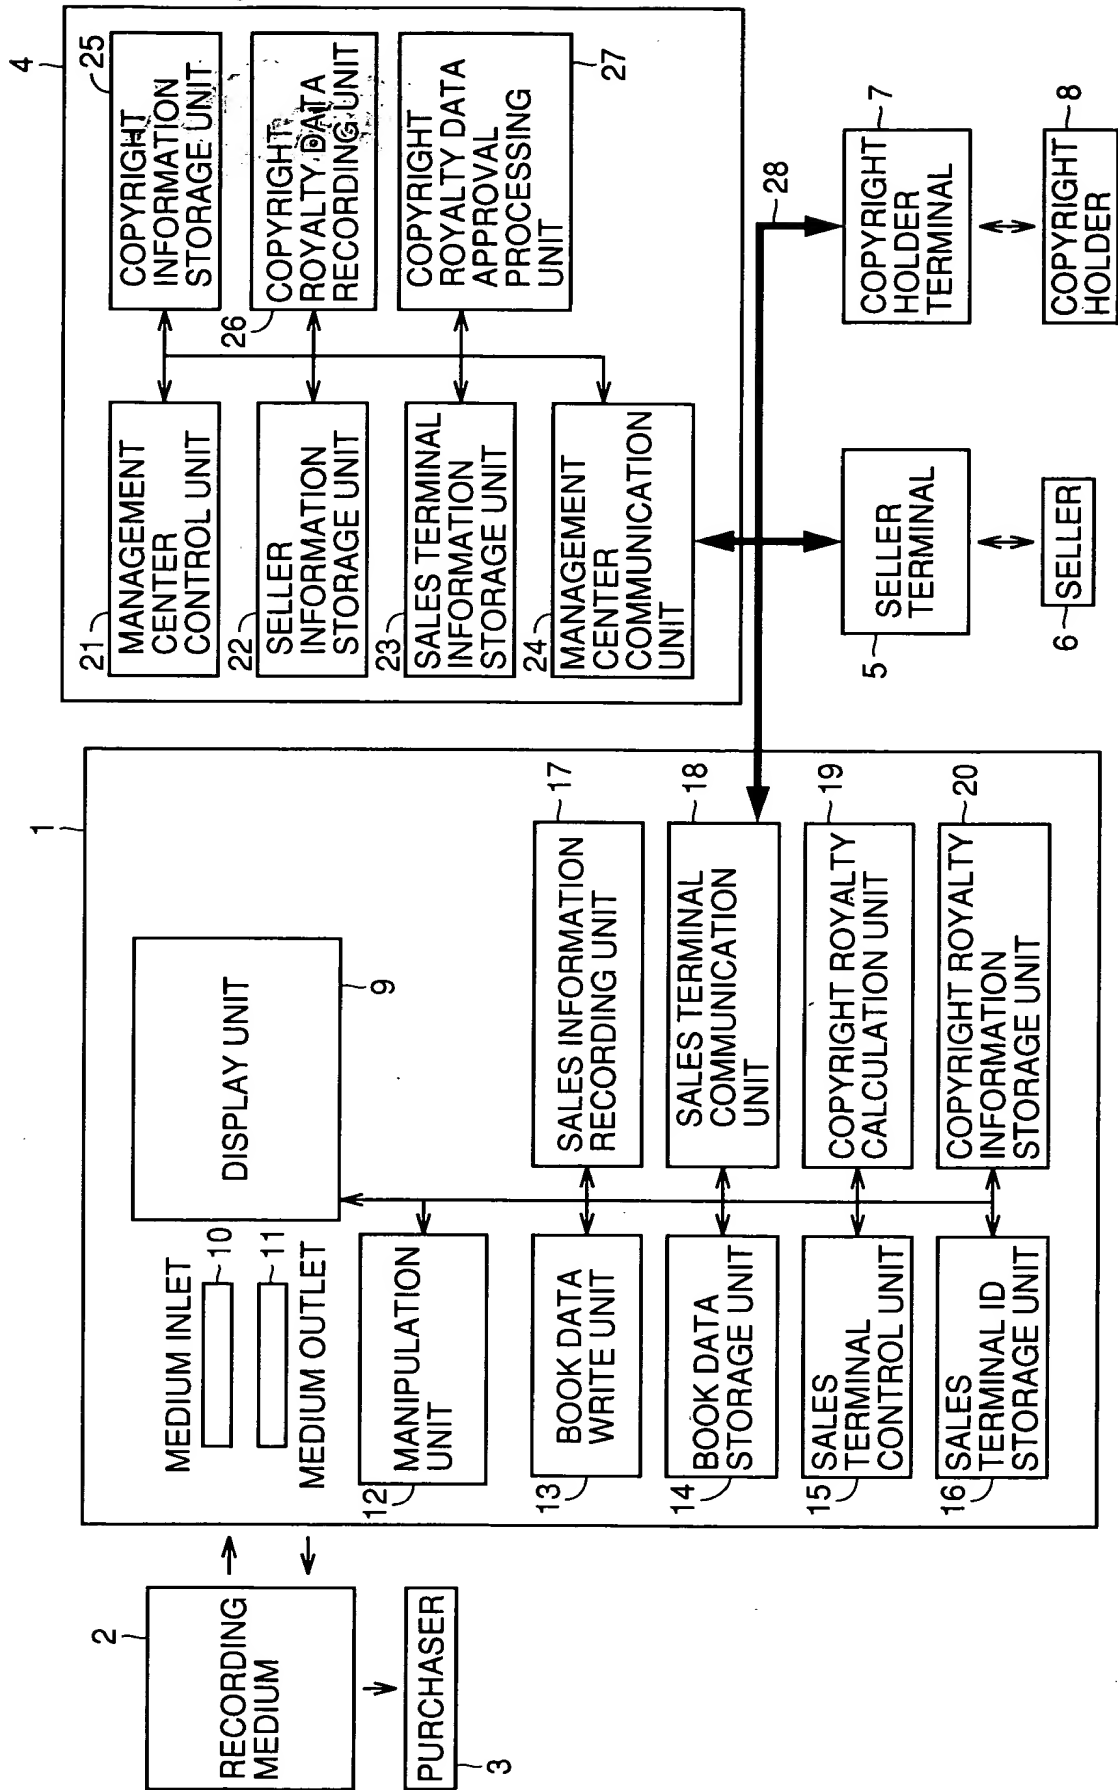 1
2
RECORDING
MEDIUM
PURCHASER
3
MEDIUM INLET
10
11
MEDIUM OUTLET
DISPLAY UNIT
9
12
MANIPULATION
UNIT
13
BOOK DATA
WRITE UNIT
14
BOOK DATA
STORAGE UNIT
15
SALES
TERMINAL
CONTROL UNIT
16
SALES
TERMINAL ID
STORAGE UNIT
17
SALES INFORMATION
RECORDING UNIT
18
SALES TERMINAL
COMMUNICATION
UNIT
19
COPYRIGHT ROYALTY
CALCULATION UNIT
20
COPYRIGHT ROYALTY
INFORMATION
STORAGE UNIT
4
21
MANAGEMENT
CENTER
CONTROL UNIT
22
SELLER
INFORMATION
STORAGE UNIT
23
SALES TERMINAL
INFORMATION
STORAGE UNIT
24
MANAGEMENT
CENTER
COMMUNICATION
UNIT
25
COPYRIGHT
INFORMATION
STORAGE UNIT
26
COPYRIGHT
ROYALTY DATA
RECORDING UNIT
27
COPYRIGHT
ROYALTY DATA
APPROVAL
PROCESSING
UNIT
28
5
SELLER
TERMINAL
6
SELLER
7
COPYRIGHT
HOLDER
TERMINAL
8
COPYRIGHT
HOLDER